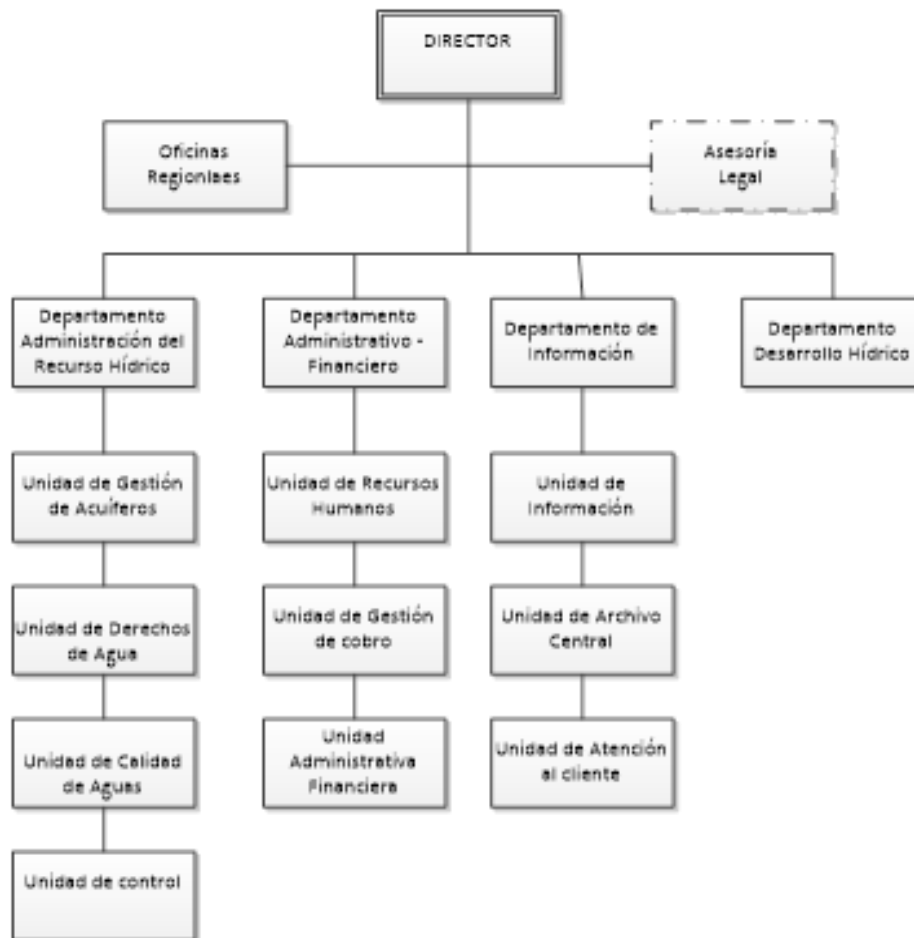 DIRECTOR
Oficinas
Regionlaes
Asesoría
Legal
Departamento
Administración del
Recurso Hídrico
Departamento
Administrativo -
Financiero
Departamento de
Información
Departamento
Desarrollo Hídrico
Unidad de Gestión
de Acuíferos
Unidad de Recursos
Humanos
Unidad de
Información
Unidad de Derechos
de Agua
Unidad de Gestión
de cobro
Unidad de Archivo
Central
Unidad de Calidad
de Aguas
Unidad
Administrativa
Financiera
Unidad de Atención
al cliente
Unidad de control